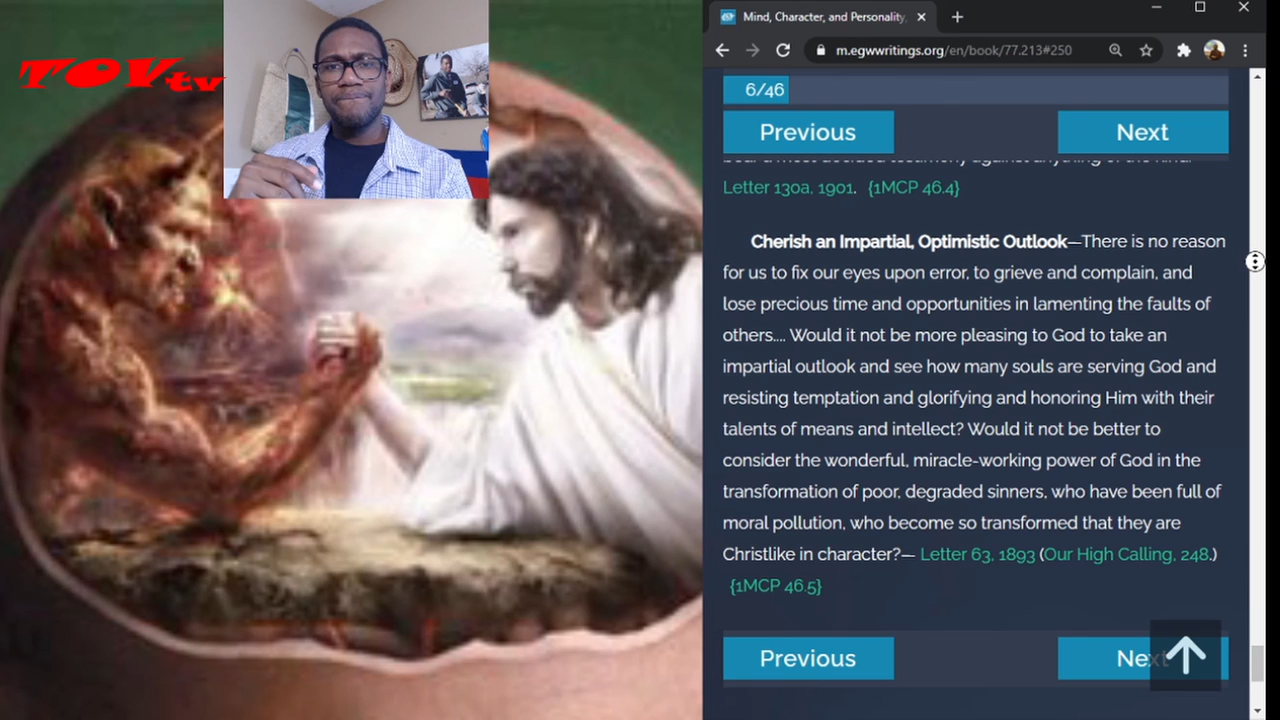 TOVtv
Mind, Character, and Personality,
m.egwwritings.org/en/book/77.213#250
6/46
Previous
Next
Letter 130a, 1901. {1MCP 46.4}
Cherish an Impartial, Optimistic Outlook—There is no reason
for us to fix our eyes upon error, to grieve and complain, and
lose precious time and opportunities in lamenting the faults of
others.... Would it not be more pleasing to God to take an
impartial outlook and see how many souls are serving God and
resisting temptation and glorifying and honoring Him with their
talents of means and intellect? Would it not be better to
consider the wonderful, miracle-working power of God in the
transformation of poor, degraded sinners, who have been full of
moral pollution, who become so transformed that they are
Christlike in character?— Letter 63, 1893 (Our High Calling, 248.)
{1MCP 46.5}
Previous
Next